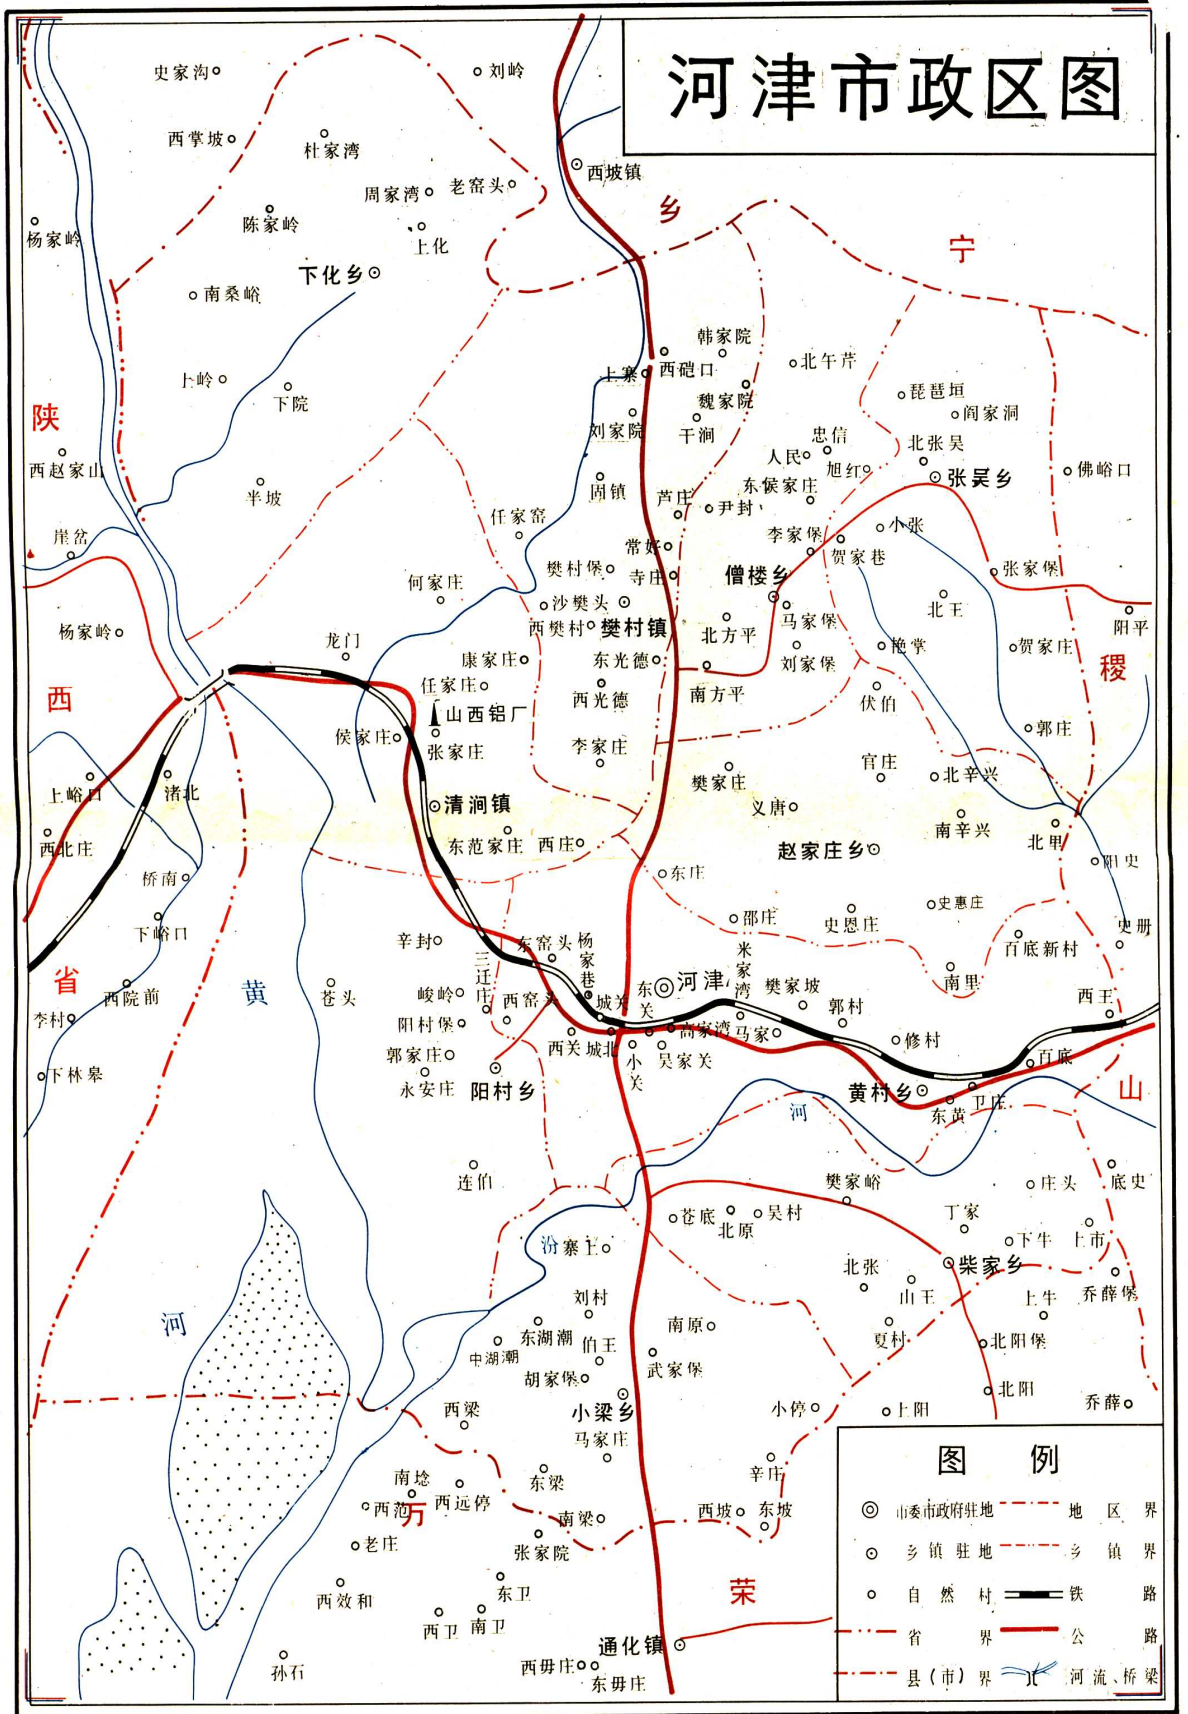 河津市政区图
史家沟
刘岭
西掌坡
杜家湾
西坡镇
周家湾
老窑头
乡
宁
杨家岭
陈家岭
上化
下化乡
南桑峪
韩家院
上寨
西硙口
北午芹
上岭
下院
魏家院
琵琶垣
阎家洞
陕
刘家院
干涧
忠信
北张吴
西赵家山
人民
旭红
张吴乡
佛峪口
半坡
固镇
芦庄
尹封
东侯家庄
任家窑
崖岔
常好
李家堡
贺家巷
小张
何家庄
樊村堡
寺庄
僧楼乡
张家堡
沙樊头
北王
西樊村
樊村镇
北方平
马家堡
阳平
杨家岭
龙门
康家庄
东光德
刘家堡
艳掌
贺家庄
稷
西
任家庄
西光德
南方平
伏伯
山西铝厂
侯家庄
张家庄
李家庄
郭庄
上峪口
渚北
樊家庄
官庄
北辛兴
清涧镇
义唐
南辛兴
西北庄
东范家庄
西庄
赵家庄乡
北里
阳史
桥南
东庄
下峪口
邵庄
史恩庄
史惠庄
史册
辛封
东窑头
杨家巷
米家湾
百底新村
省
西院前
黄
苍头
三迁庄
峻岭
西窑头
城关
东关
河津
樊家坡
南里
西王
李村
阳村堡
高家湾
马家
郭村
下林皋
郭家庄
西关
城北
小关
吴家关
修村
百底
永安庄
阳村乡
黄村乡
东黄
卫庄
山
河
连伯
樊家峪
庄头
底史
苍底
北原
吴村
丁家
汾
寨上
下牛
上市
柴家乡
北张
山王
乔薛堡
河
刘村
上牛
东湖潮
伯王
南原
夏村
北阳堡
中湖潮
胡家堡
武家堡
北阳
小梁乡
西梁
小停
上阳
乔薛
马家庄
南埝
西远停
东梁
辛庄
西范
万
南梁
西坡
东坡
老庄
张家院
西效和
东卫
荣
西卫
南卫
通化镇
孙石
西毋庄
东毋庄
图 例
市委市政府驻地
地区界
乡镇驻地
乡镇界
自然村
铁路
省界
公路
县(市)界
河流、桥梁